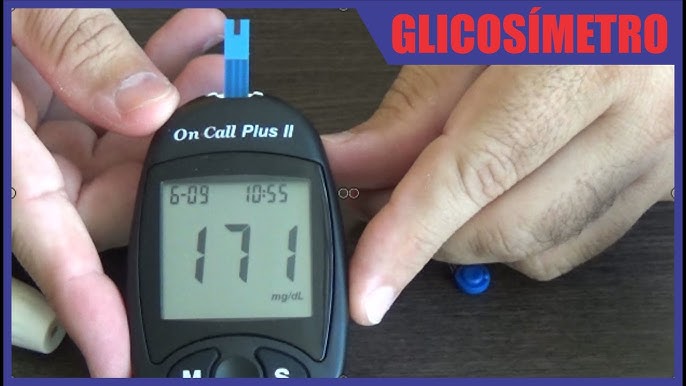 GLICOSÍMETRO
On Call Plus II
6-09 10:55
171
mg/dL
M S